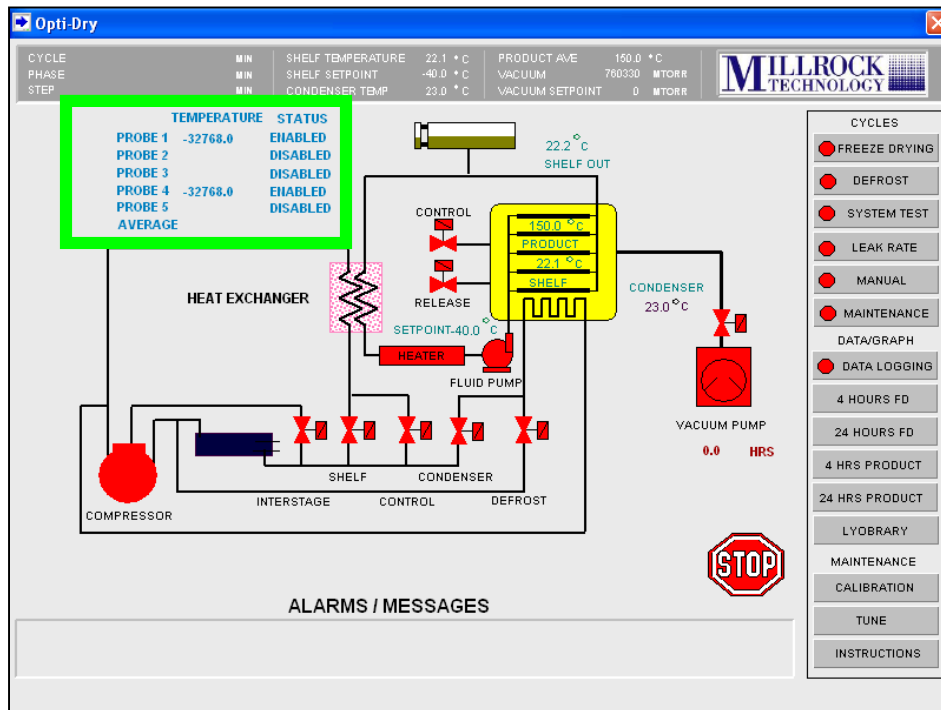 Opti-Dry
CYCLE MIN SHELF TEMPERATURE 22.1 °C PRODUCT AVE 150.0 °C
PHASE MIN SHELF SETPOINT -40.0 °C VACUUM 760330 MTORR
STEP MIN CONDENSER TEMP 23.0 °C VACUUM SETPOINT 0 MTORR
MILLROCK
TECHNOLOGY
TEMPERATURE STATUS
PROBE 1 -32768.0 ENABLED
PROBE 2 DISABLED
PROBE 3 DISABLED
PROBE 4 -32768.0 ENABLED
PROBE 5 DISABLED
AVERAGE
22.2 °C
SHELF OUT
CONTROL
RELEASE
150.0 °C
PRODUCT
22.1 °C
SHELF
HEAT EXCHANGER
CONDENSER
23.0 °C
SETPOINT-40.0 °C
HEATER
FLUID PUMP
VACUUM PUMP
0.0 HRS
SHELF CONDENSER
INTERSTAGE CONTROL DEFROST
COMPRESSOR
STOP
ALARMS / MESSAGES
CYCLES
FREEZE DRYING
DEFROST
SYSTEM TEST
LEAK RATE
MANUAL
MAINTENANCE
DATA/GRAPH
DATA LOGGING
4 HOURS FD
24 HOURS FD
4 HRS PRODUCT
24 HRS PRODUCT
LYOBRARY
MAINTENANCE
CALIBRATION
TUNE
INSTRUCTIONS